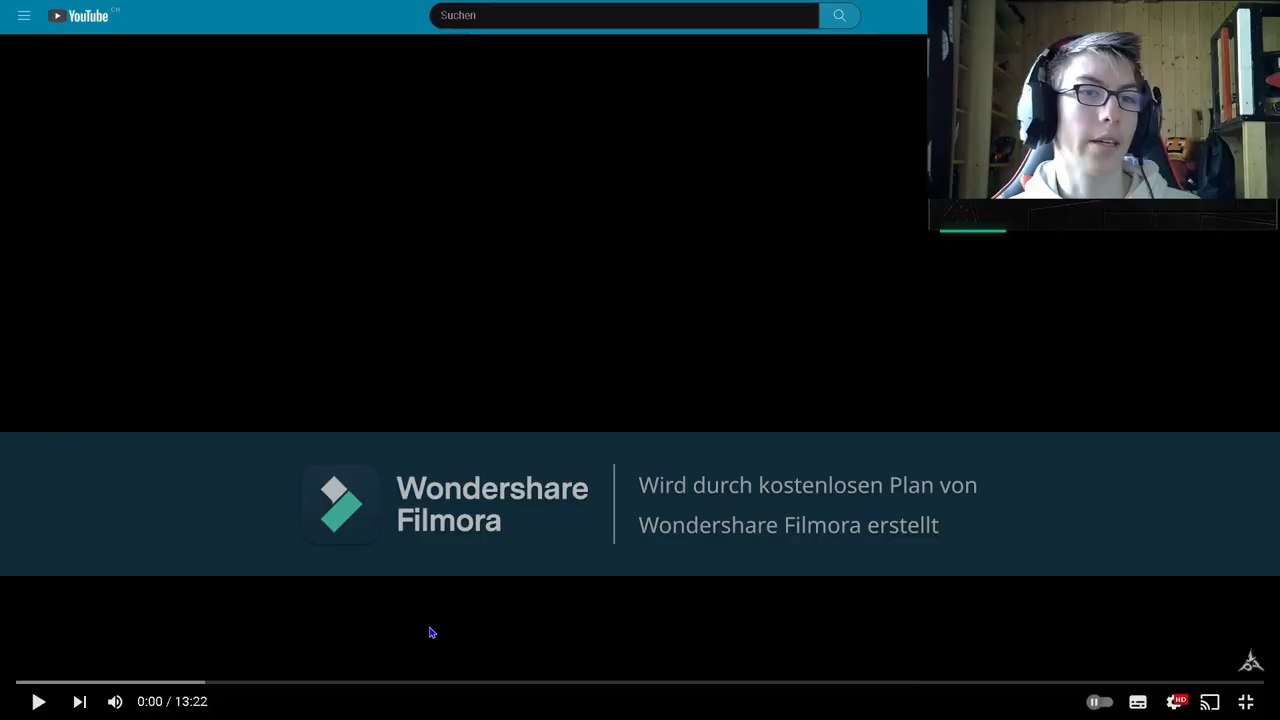 YouTube CH
Suchen
Wondershare
Filmora
Wird durch kostenlosen Plan von
Wondershare Filmora erstellt
0:00 / 13:22
HD